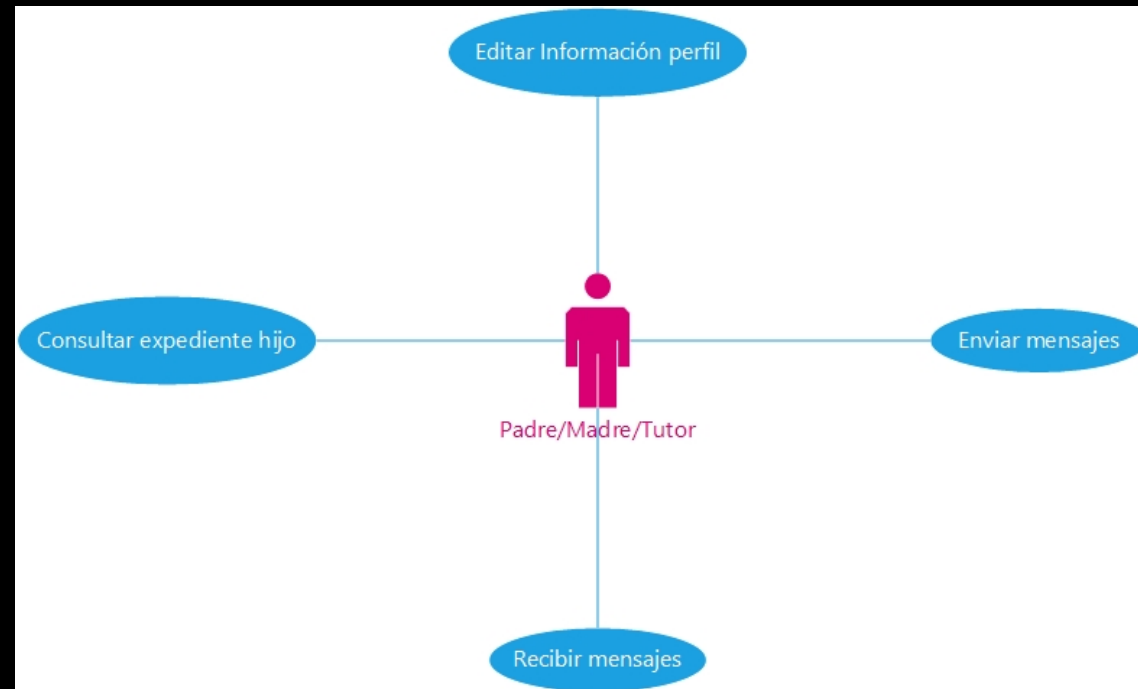 Editar Información perfil
Consultar expediente hijo
Enviar mensajes
Padre/Madre/Tutor
Recibir mensajes